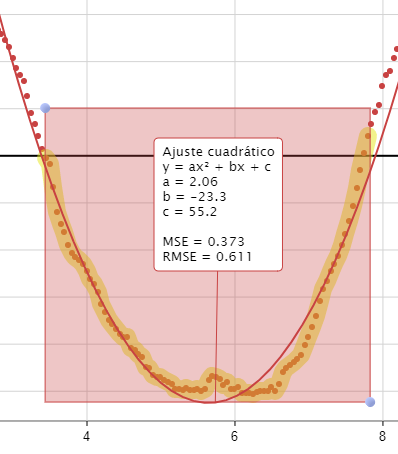 Ajuste cuadrático
y = ax² + bx + c
a = 2.06
b = -23.3
c = 55.2
MSE = 0.373
RMSE = 0.611
4
6
8